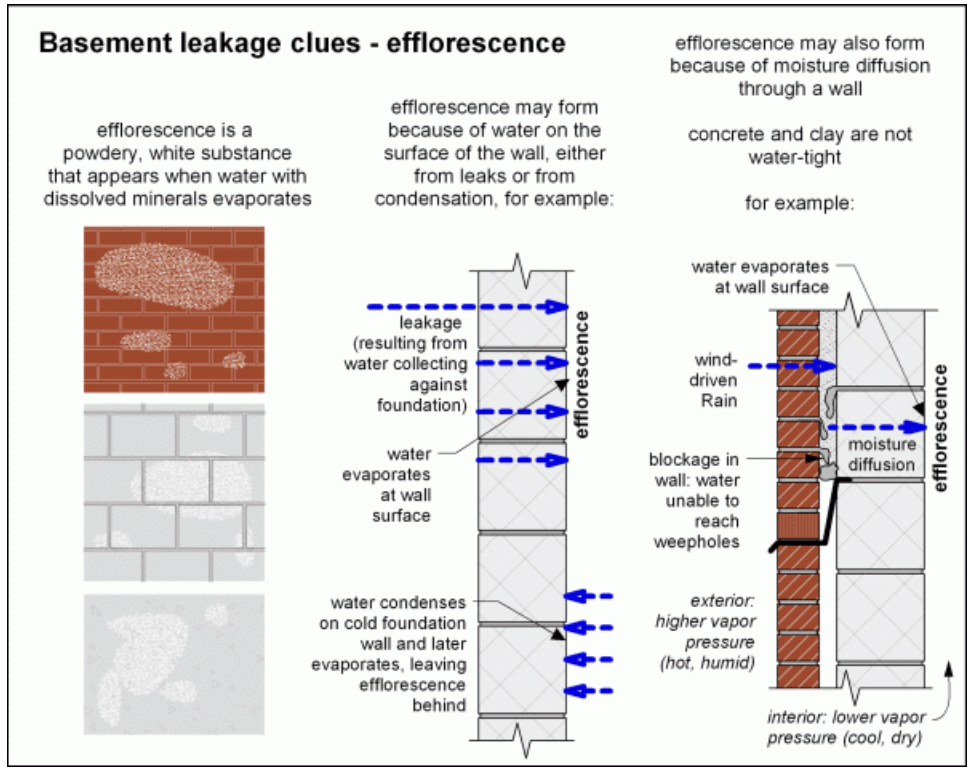 Basement leakage clues - efflorescence
efflorescence is a
powdery, white substance
that appears when water with
dissolved minerals evaporates
efflorescence may form
because of water on the
surface of the wall, either
from leaks or from
condensation, for example:
leakage
(resulting from
water collecting
against
foundation)
efflorescence
water
evaporates
at wall
surface
water condenses
on cold foundation
wall and later
evaporates, leaving
efflorescence
behind
efflorescence may also form
because of moisture diffusion
through a wall
concrete and clay are not
water-tight
for example:
water evaporates
at wall surface
wind-
driven
Rain
moisture
diffusion
efflorescence
blockage in
wall: water
unable to
reach
weepholes
exterior:
higher vapor
pressure
(hot, humid)
interior: lower vapor
pressure (cool, dry)